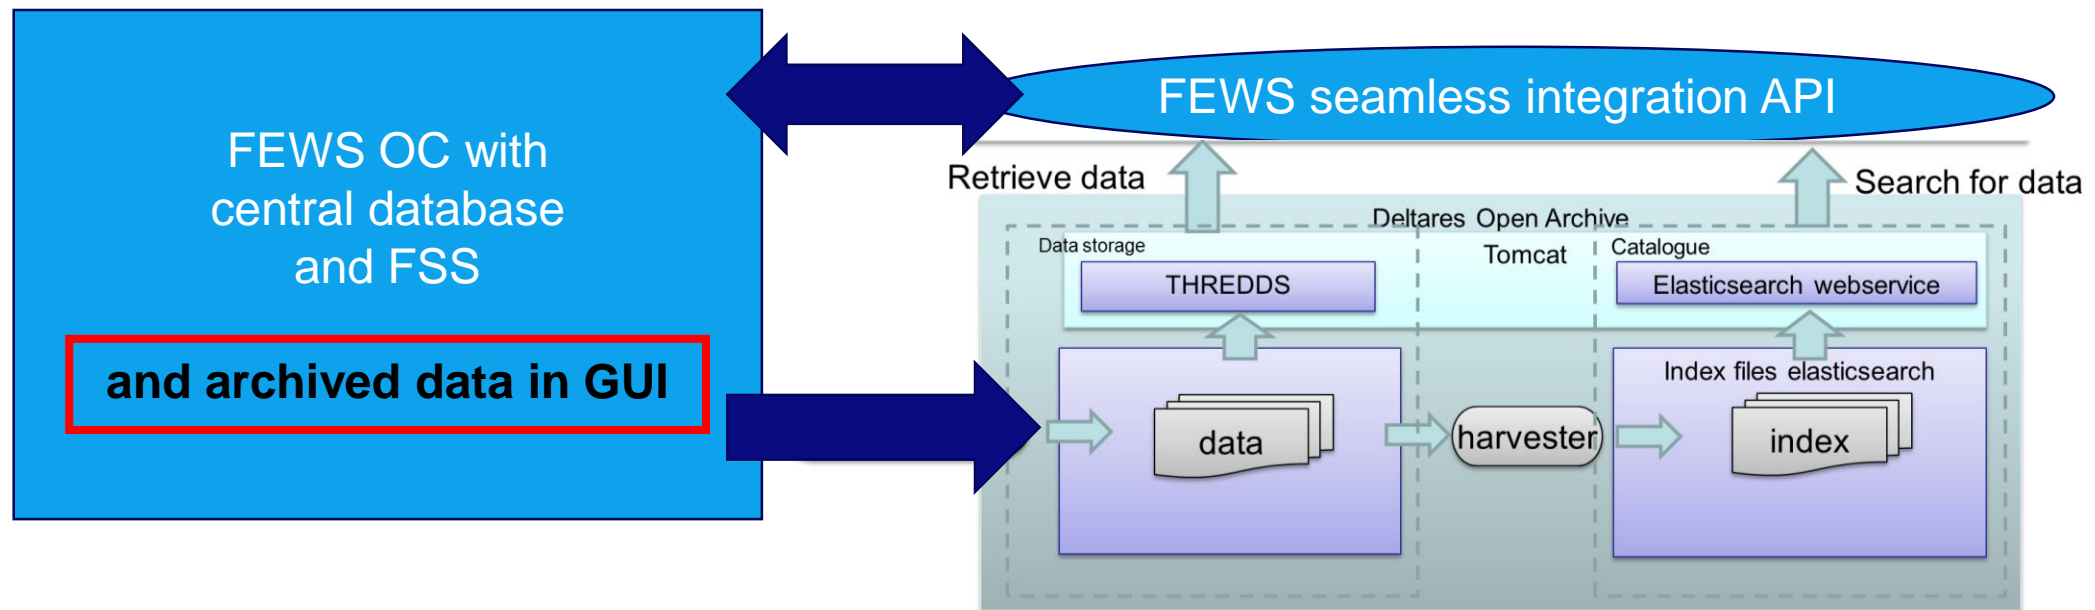 FEWS OC with
central database
and FSS
and archived data in GUI
FEWS seamless integration API
Retrieve data
Search for data
Deltares Open Archive
Data storage
Tomcat
Catalogue
THREDDS
Elasticsearch webservice
Index files elasticsearch
data
harvester
index